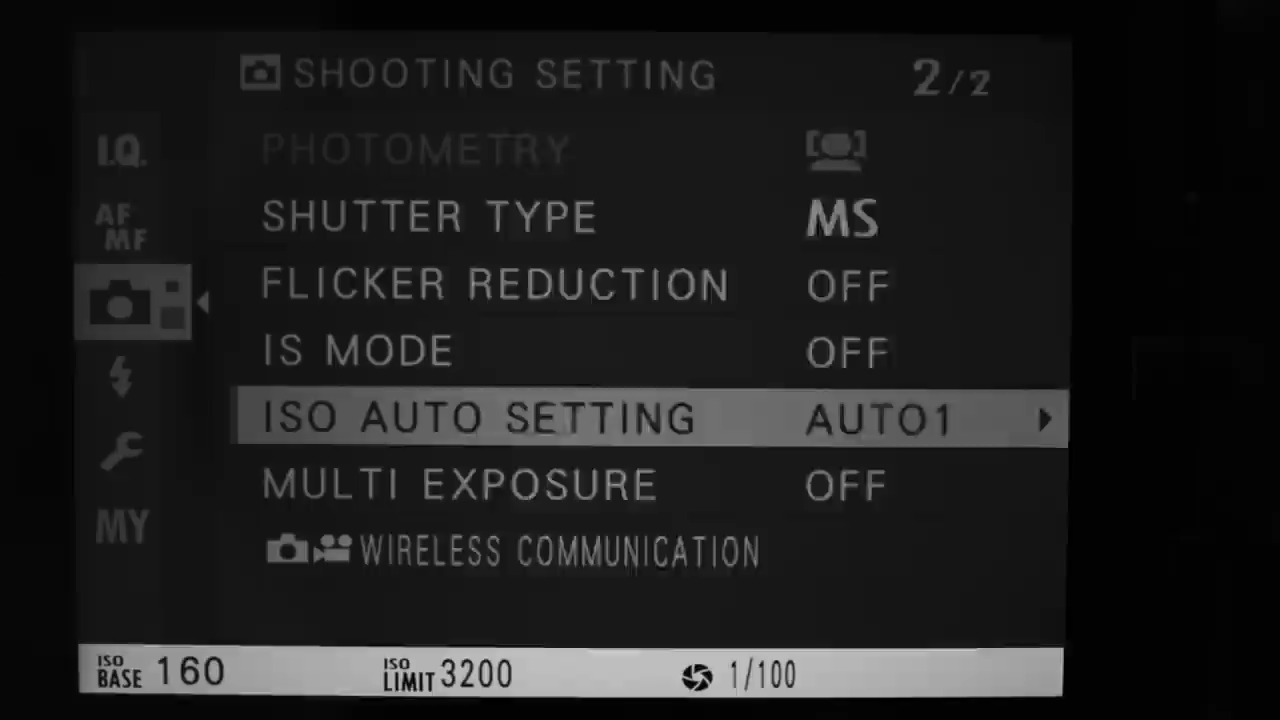 SHOOTING SETTING 2/2
I.Q. PHOTOMETRY
AF MF SHUTTER TYPE MS
FLICKER REDUCTION OFF
IS MODE OFF
ISO AUTO SETTING AUTO1
MULTI EXPOSURE OFF
MY WIRELESS COMMUNICATION
ISO BASE 160 ISO LIMIT 3200 1/100